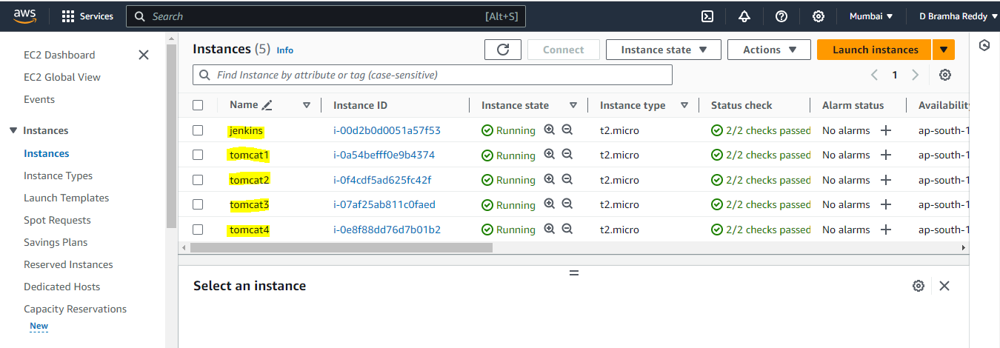 aws Services Search [Alt+S] Mumbai D Bramha Reddy
EC2 Dashboard
EC2 Global View
Events
Instances
Instances
Instance Types
Launch Templates
Spot Requests
Savings Plans
Reserved Instances
Dedicated Hosts
Capacity Reservations
New
Instances (5) Info Connect Instance state Actions Launch instances
Find Instance by attribute or tag (case-sensitive) 1
Name Instance ID Instance state Instance type Status check Alarm status Availability
jenkins i-00d2b0d0051a57f53 Running t2.micro 2/2 checks passed No alarms ap-south-1
tomcat1 i-0a54befff0e9b4374 Running t2.micro 2/2 checks passed No alarms ap-south-1
tomcat2 i-0f4cdf5ad625fc42f Running t2.micro 2/2 checks passed No alarms ap-south-1
tomcat3 i-07af25ab811c0faed Running t2.micro 2/2 checks passed No alarms ap-south-1
tomcat4 i-0e8f88dd76d7b01b2 Running t2.micro 2/2 checks passed No alarms ap-south-1
Select an instance